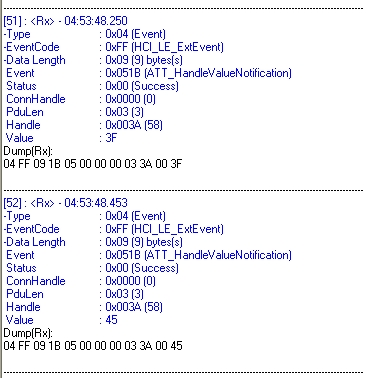 [51] : <Rx> - 04:53:48.250
-Type : 0x04 (Event)
-EventCode : 0xFF (HCI_LE_ExtEvent)
-Data Length : 0x09 (9) bytes(s)
Event : 0x051B (ATT_HandleValueNotification)
Status : 0x00 (Success)
ConnHandle : 0x0000 (0)
PduLen : 0x03 (3)
Handle : 0x003A (58)
Value : 3F
Dump(Rx):
04 FF 09 1B 05 00 00 00 03 3A 00 3F
[52] : <Rx> - 04:53:48.453
-Type : 0x04 (Event)
-EventCode : 0xFF (HCI_LE_ExtEvent)
-Data Length : 0x09 (9) bytes(s)
Event : 0x051B (ATT_HandleValueNotification)
Status : 0x00 (Success)
ConnHandle : 0x0000 (0)
PduLen : 0x03 (3)
Handle : 0x003A (58)
Value : 45
Dump(Rx):
04 FF 09 1B 05 00 00 00 03 3A 00 45